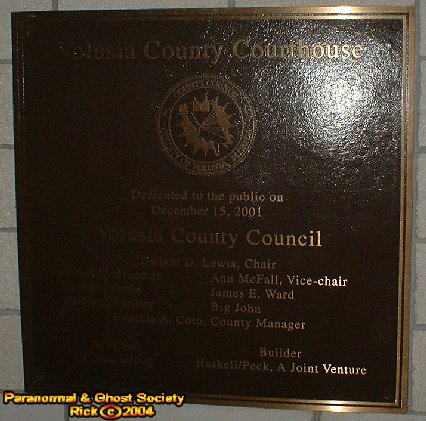 Volusia County Courthouse
Dedicated to the public on
December 15, 2001
Volusia County Council
Dwight D. Lewis, Chair
Ann McFall, Vice-chair
James E. Ward
Big John
Cynthia A. Coto, County Manager
Builder
Group Haskell/Peck, A Joint Venture
Paranormal & Ghost Society
Rick © 2004